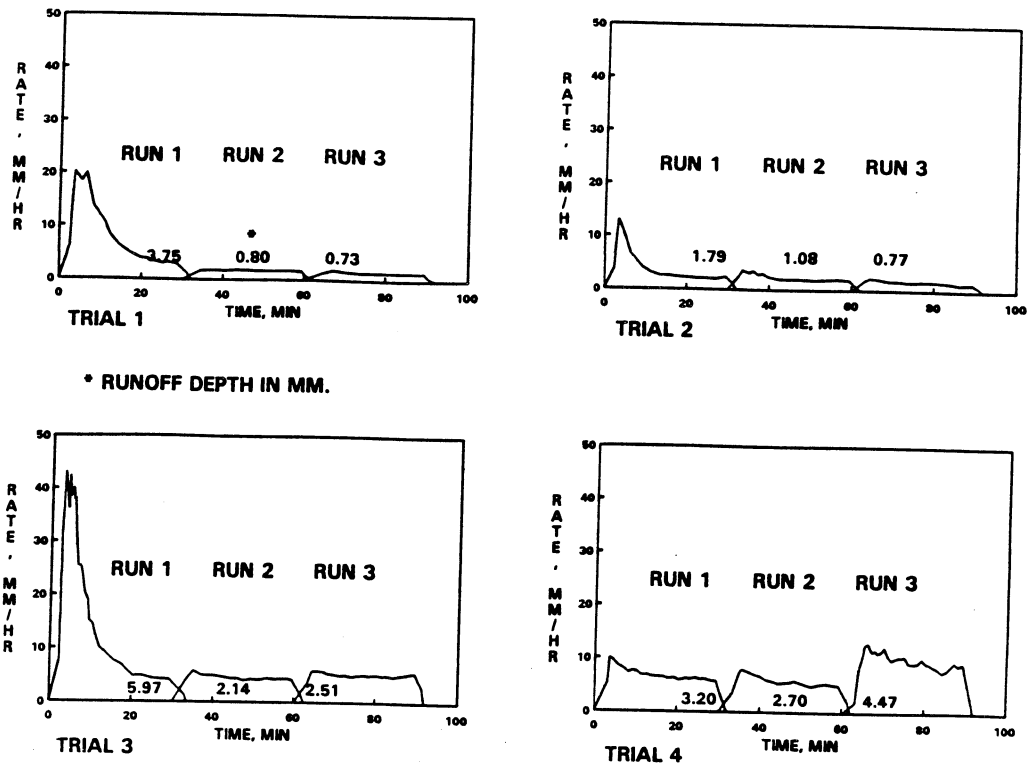 50
40
RATE, MM/HR
30
RUN 1 RUN 2 RUN 3
20
10
*
3.75 0.80 0.73
0
0 20 40 60 80 100
TIME, MIN
TRIAL 1
50
40
RATE, MM/HR
30
RUN 1 RUN 2 RUN 3
20
10
1.79 1.08 0.77
0
0 20 40 60 80 100
TIME, MIN
TRIAL 2
* RUNOFF DEPTH IN MM.
50
40
RATE, MM/HR
30
RUN 1 RUN 2 RUN 3
20
10
5.97 2.14 2.51
0
0 20 40 60 80 100
TIME, MIN
TRIAL 3
50
40
RATE, MM/HR
30
RUN 1 RUN 2 RUN 3
20
10
3.20 2.70 4.47
0
0 20 40 60 80 100
TIME, MIN
TRIAL 4